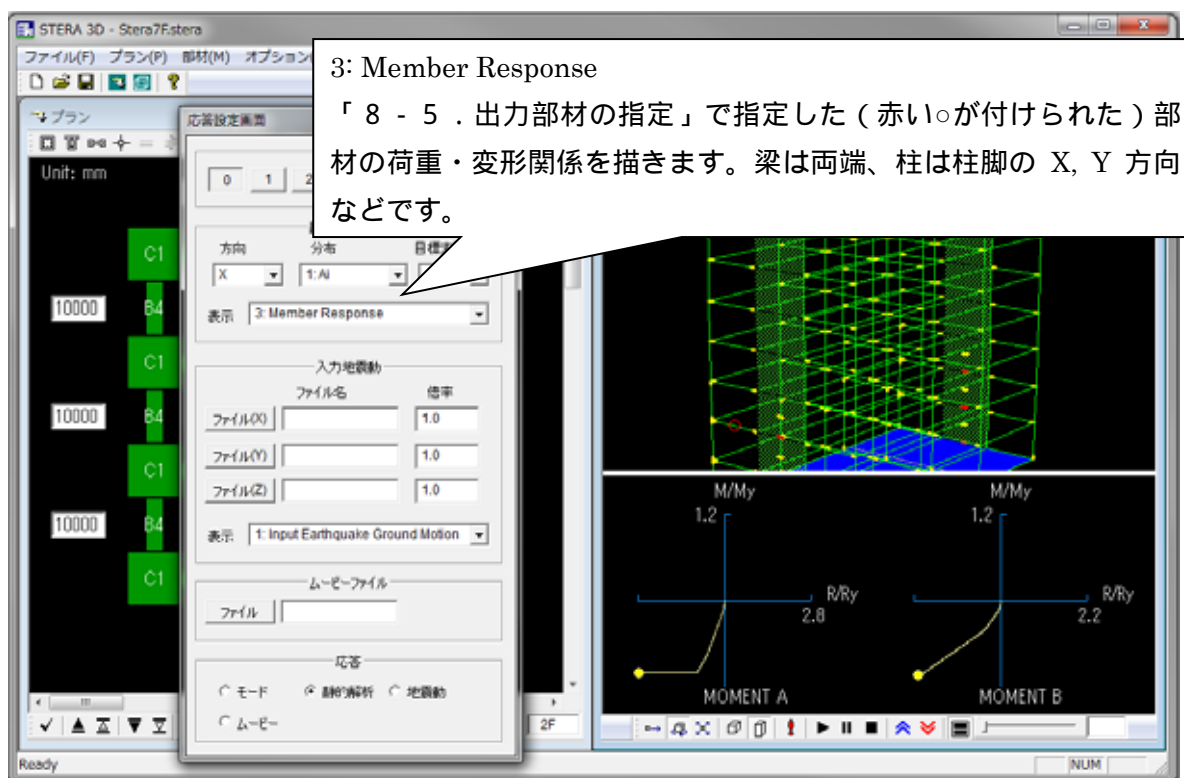 STERA 3D - Stera7F.stera
ファイル(F) プラン(P) 部材(M) オプション(
3: Member Response
「8-5.出力部材の指定」で指定した(赤い○が付けられた)部
材の荷重・変形関係を描きます。梁は両端、柱は柱脚の X, Y 方向
などです。
プラン
Unit: mm
C1
10000
B4
C1
10000
B4
C1
10000
B4
C1
2F
応答設定画面
0
1
2
方向
分布
X
1: Ai
表示
3: Member Response
入力地震動
ファイル名
倍率
ファイル(X)
1.0
ファイル(Y)
1.0
ファイル(Z)
1.0
表示
1: Input Earthquake Ground Motion
ムービーファイル
ファイル
応答
モード
静的解析
地震動
ムービー
M/My
1.2
R/Ry
2.8
MOMENT A
M/My
1.2
R/Ry
2.2
MOMENT B
Ready
NUM